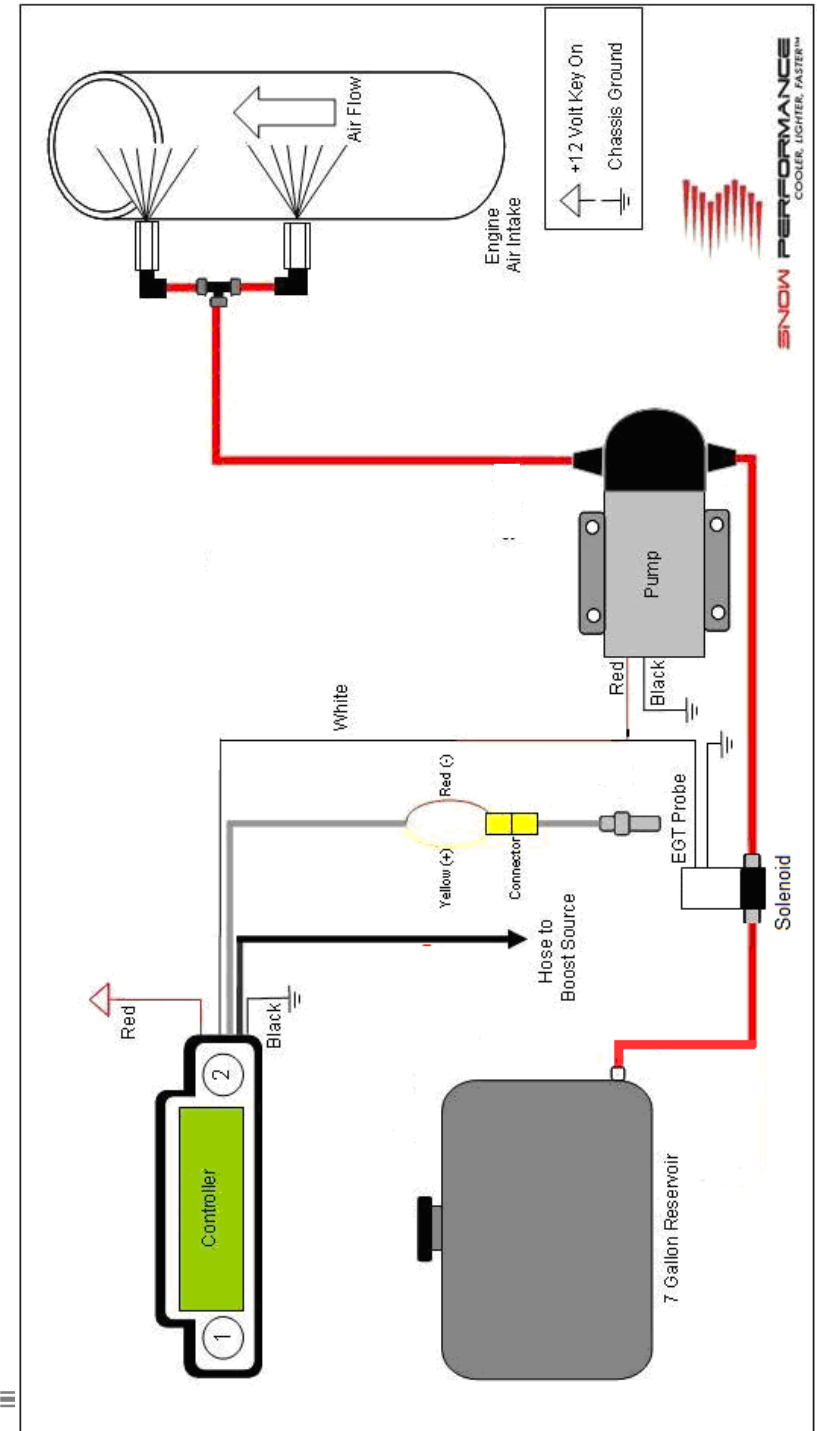 Red
Black
Controller
1
2
White
Yellow (+)
Red (-)
Connector
Hose to
Boost Source
EGT Probe
Solenoid
7 Gallon Reservoir
Red
Black
Pump
Engine
Air Intake
Air Flow
+12 Volt Key On
Chassis Ground
SNOW PERFORMANCE
COOLER, LIGHTER, FASTER™